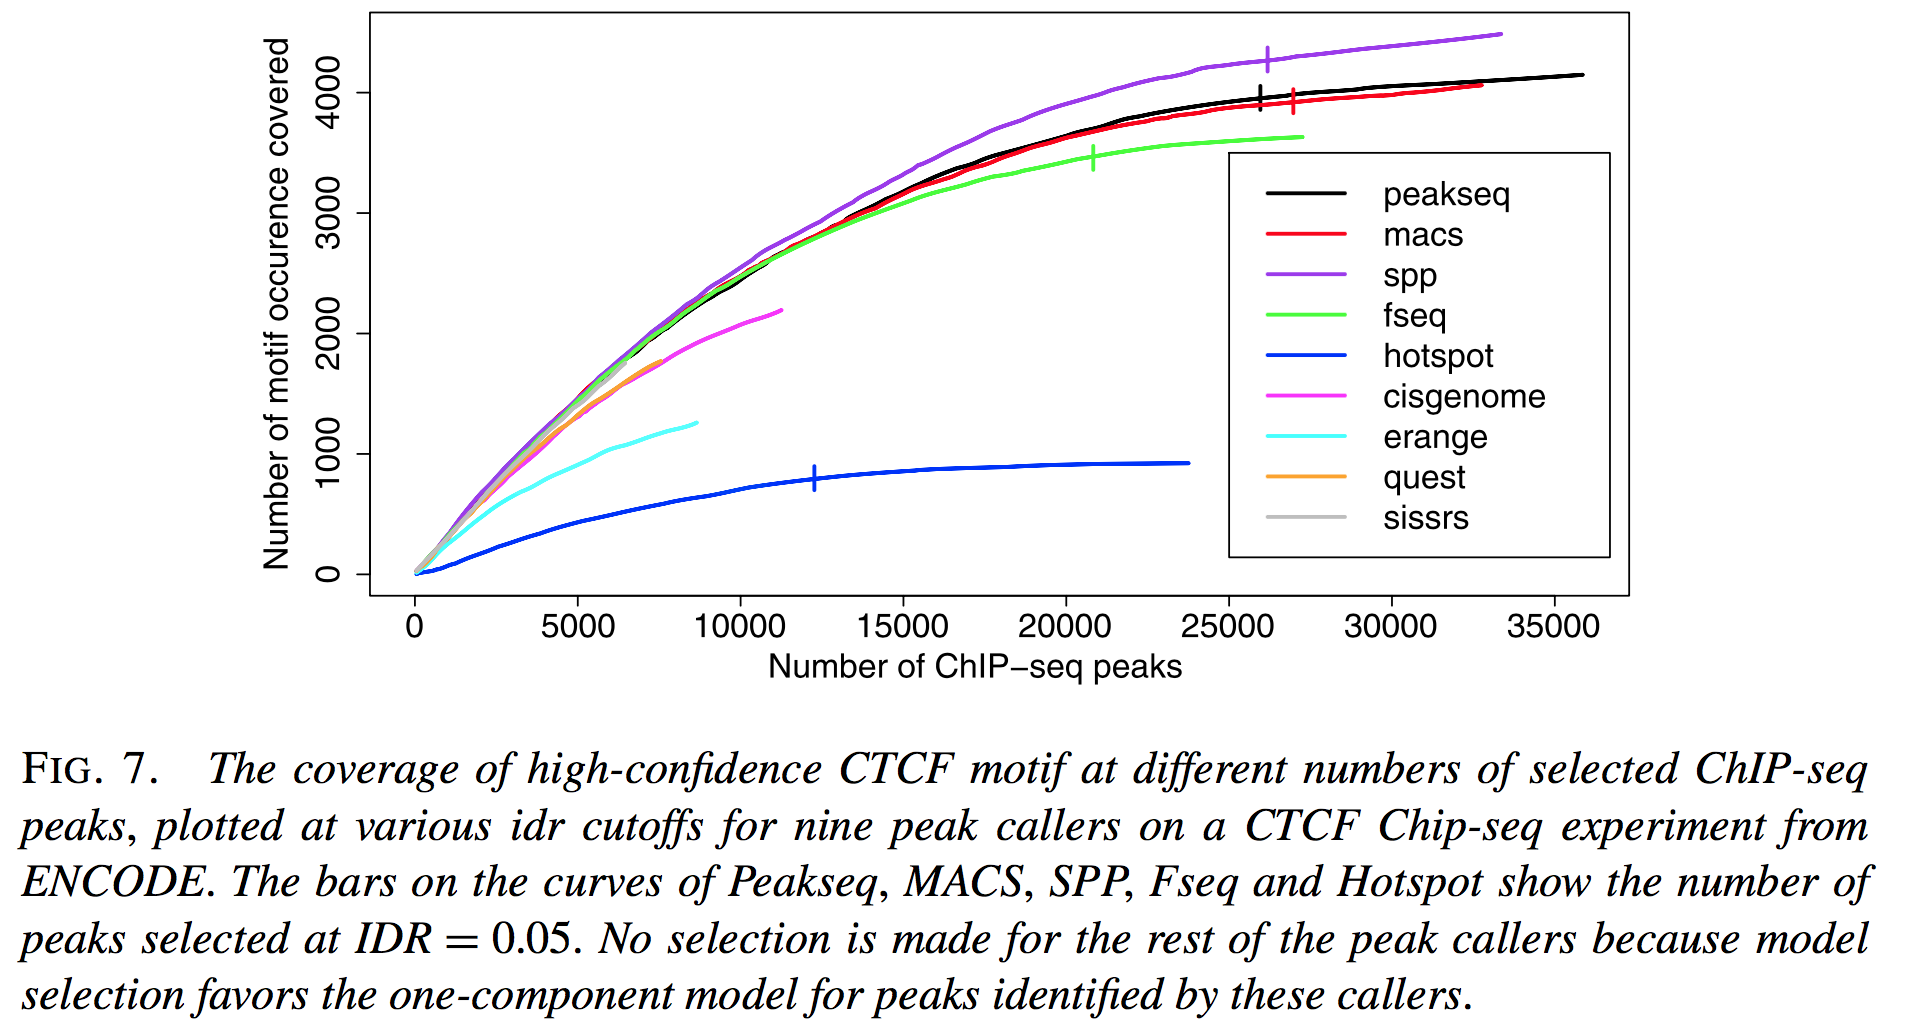 Number of motif occurence covered
4000
3000
2000
1000
0
peakseq
macs
spp
fseq
hotspot
cisgenome
erange
quest
sissrs
0 5000 10000 15000 20000 25000 30000 35000
Number of ChIP−seq peaks
FIG. 7. The coverage of high-confidence CTCF motif at different numbers of selected ChIP-seq
peaks, plotted at various idr cutoffs for nine peak callers on a CTCF Chip-seq experiment from
ENCODE. The bars on the curves of Peakseq, MACS, SPP, Fseq and Hotspot show the number of
peaks selected at IDR = 0.05. No selection is made for the rest of the peak callers because model
selection favors the one-component model for peaks identified by these callers.